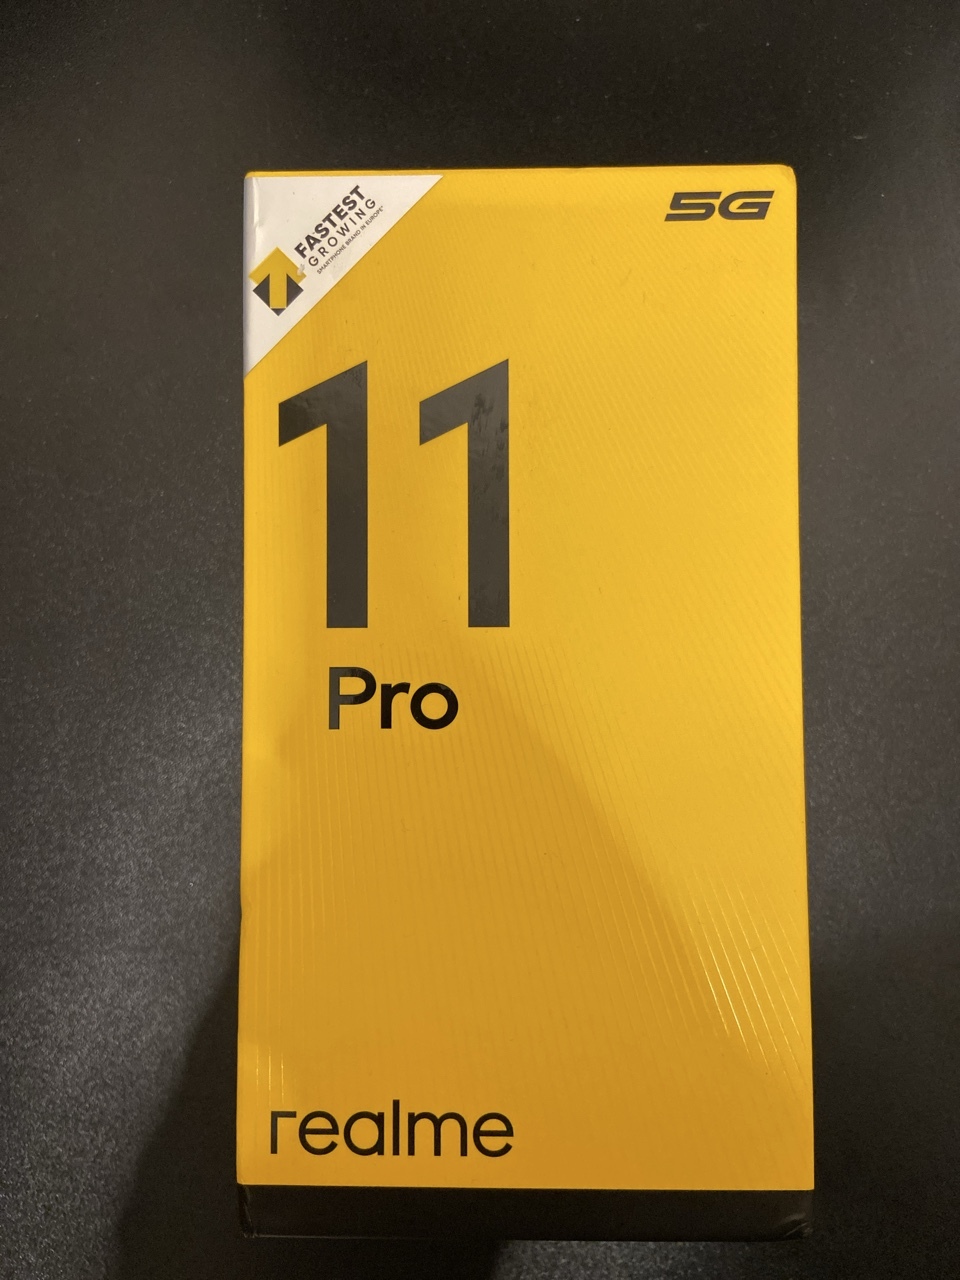 FASTEST
GROWING
SMARTPHONE BRAND IN EUROPE*
5G
11
Pro
realme